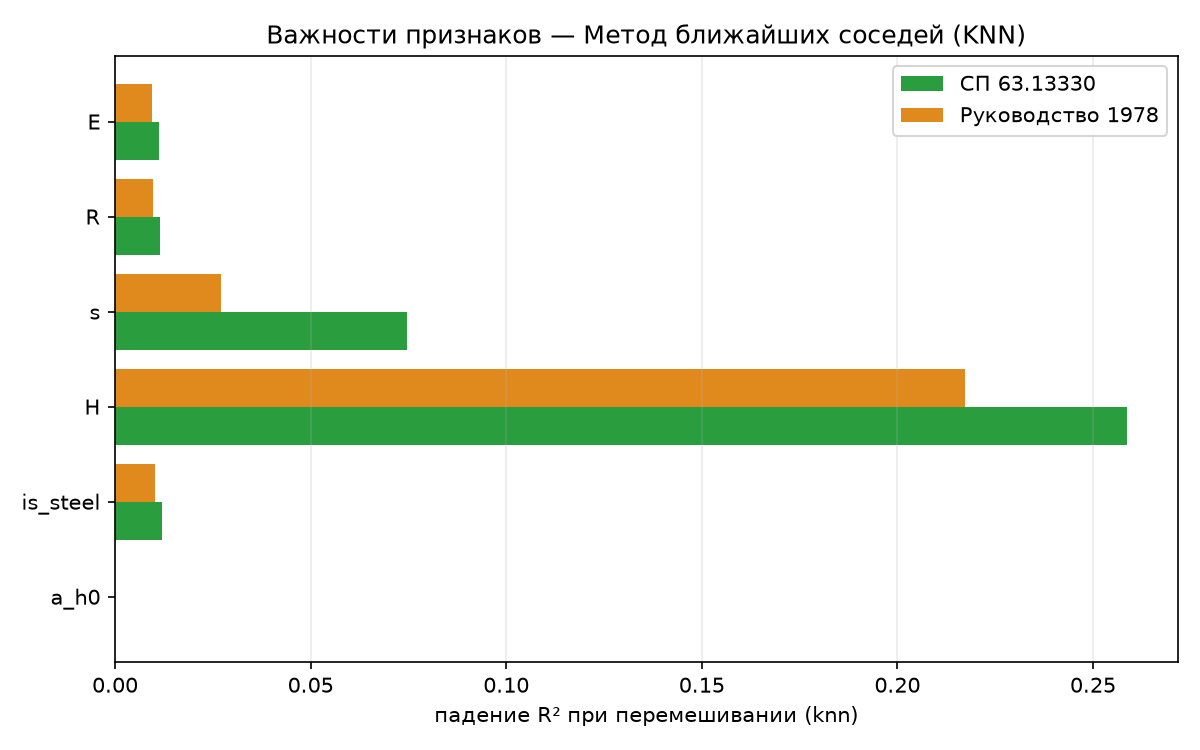 Важности признаков — Метод ближайших соседей (KNN)
СП 63.13330
Руководство 1978
E
R
s
H
is_steel
a_h0
0.00 0.05 0.10 0.15 0.20 0.25
падение R² при перемешивании (knn)